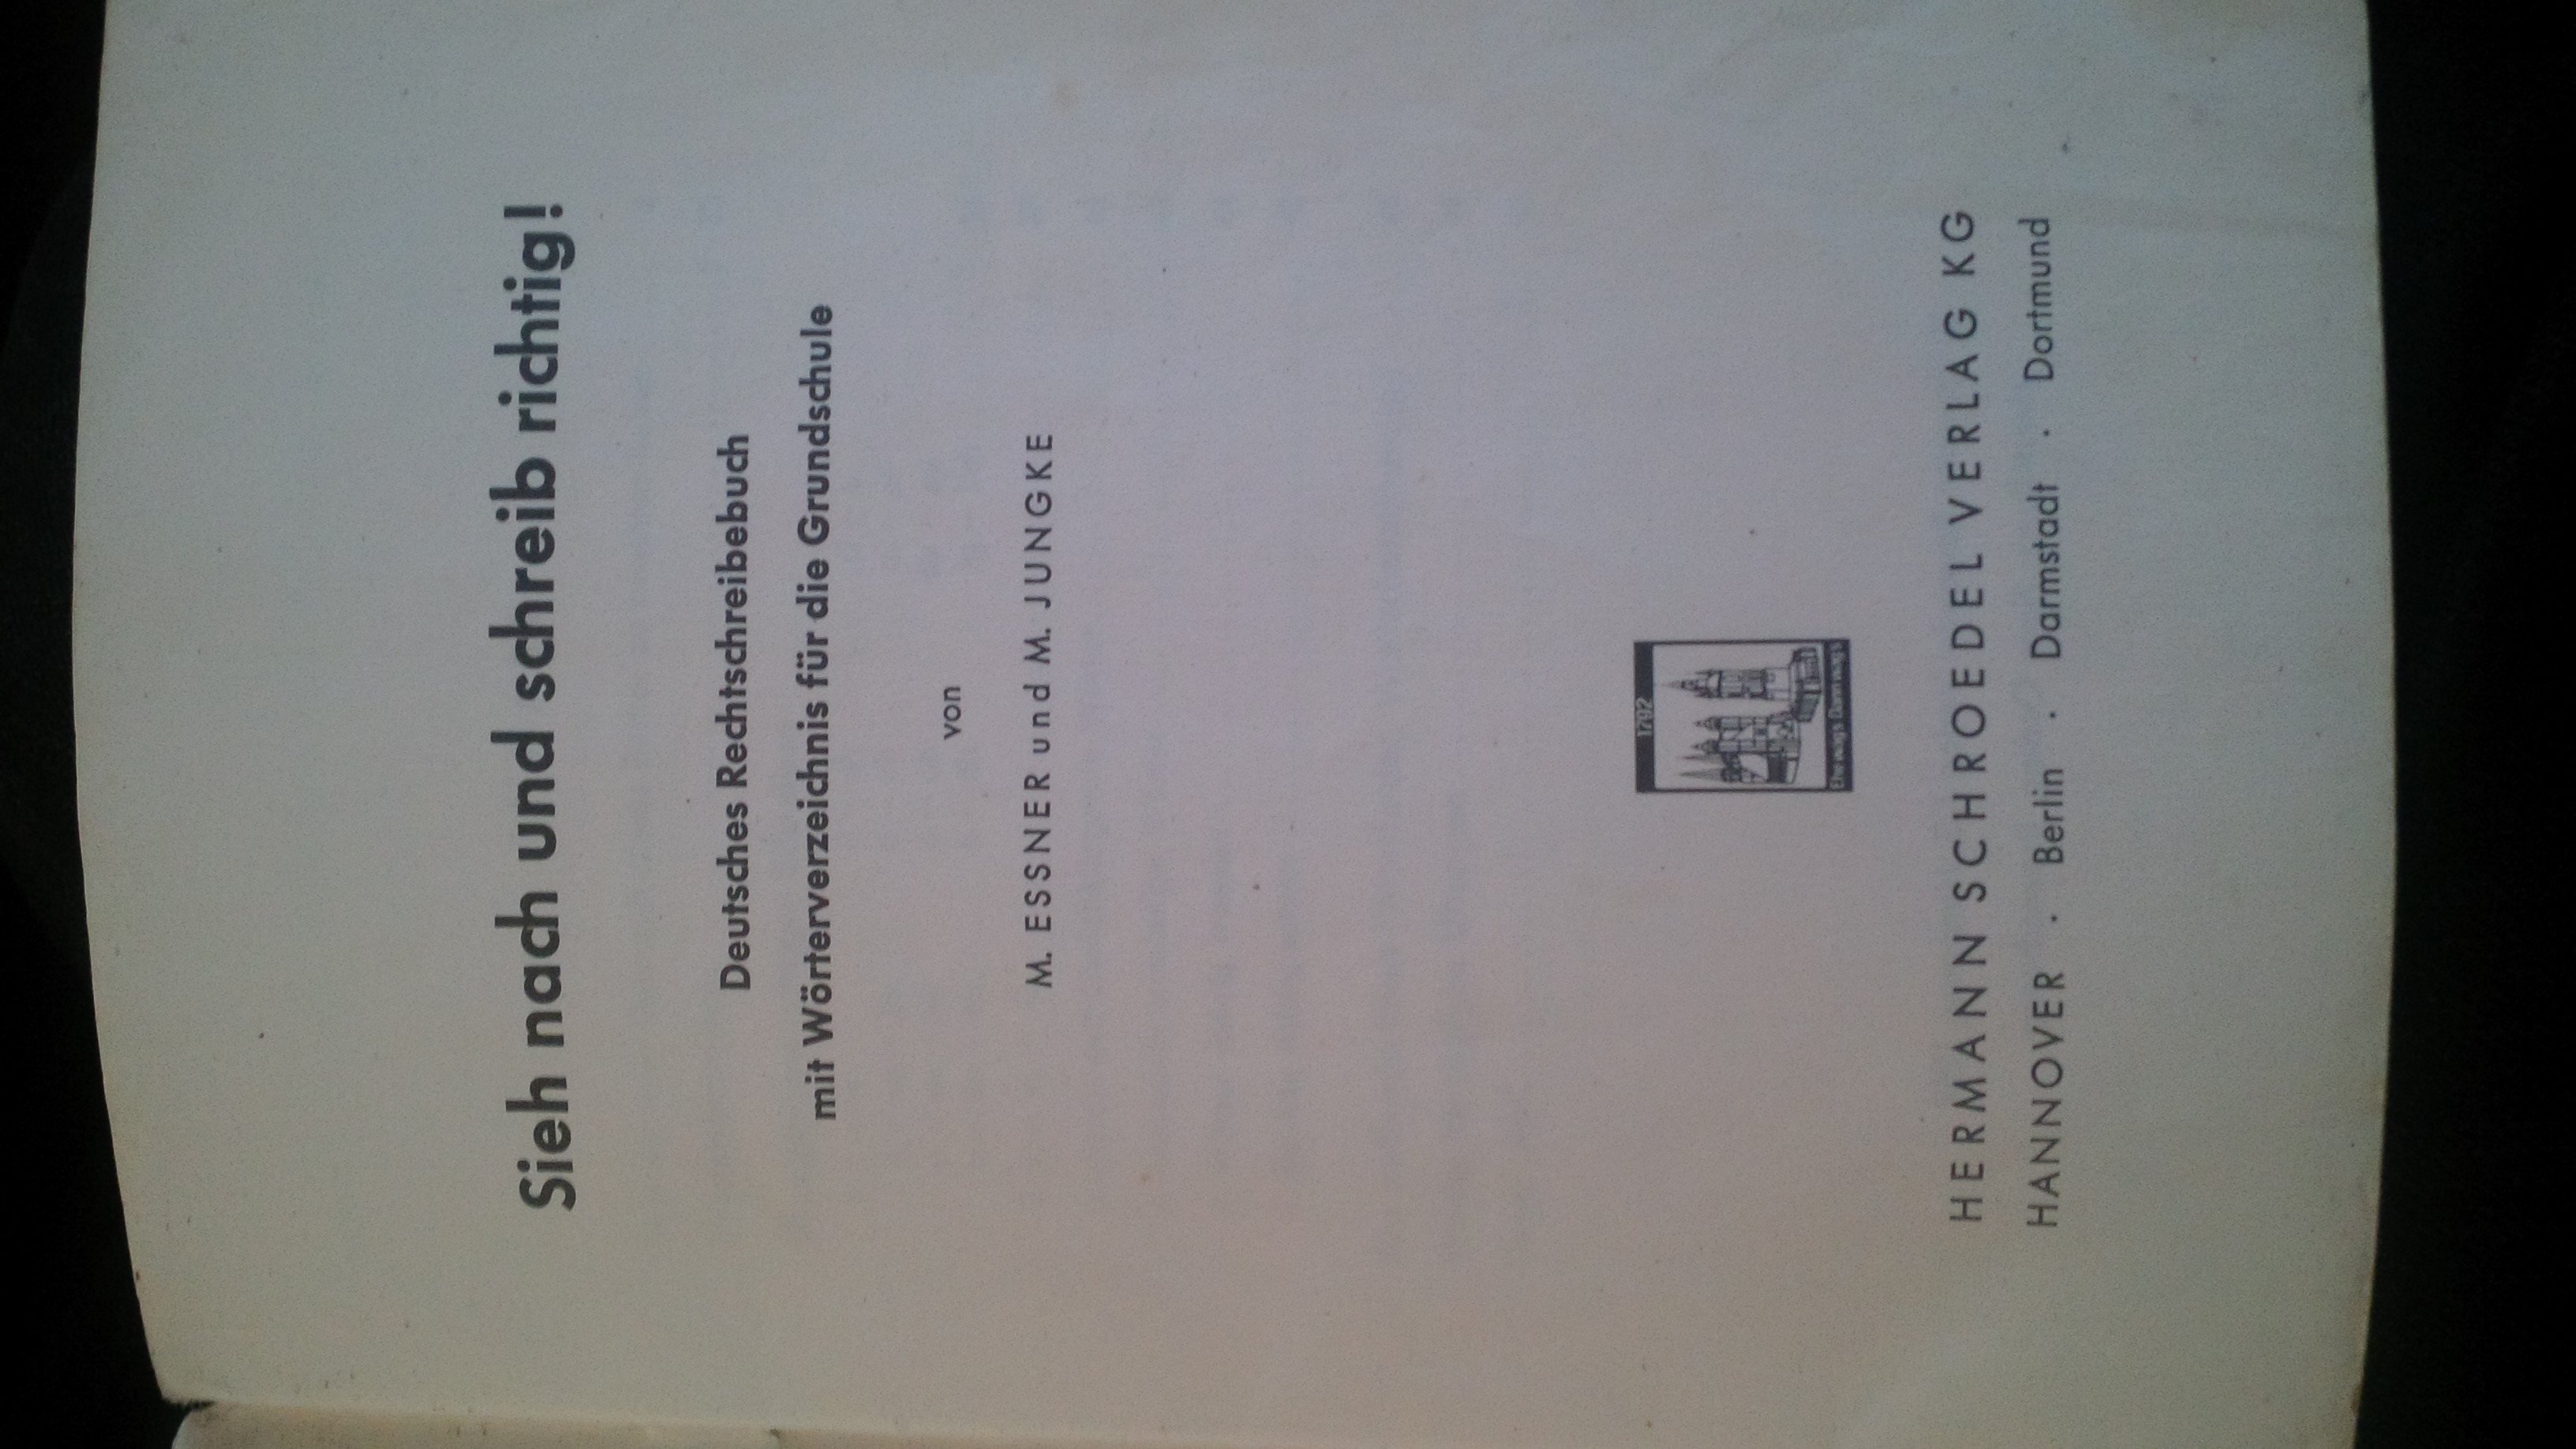 Sieh nach und schreib richtig!
Deutsches Rechtschreibebuch
mit Wörterverzeichnis für die Grundschule
von
M. ESSNER und M. JUNGKE
1792
HERMANN SCHROEDEL VERLAG KG
HANNOVER · Berlin · Darmstadt · Dortmund